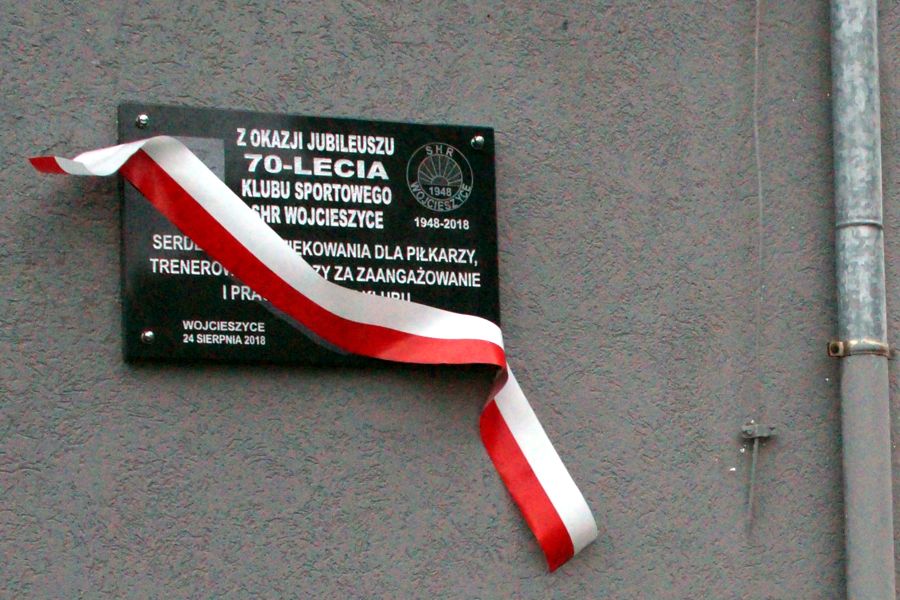 Z OKAZJI JUBILEUSZU
70-LECIA
KLUBU SPORTOWEGO
SHR WOJCIESZYCE
SHR
1948
WOJCIESZYCE
1948-2018
DLA PIŁKARZY,
ZA ZAANGAŻOWANIE
I
WOJCIESZYCE
24 SIERPNIA 2018